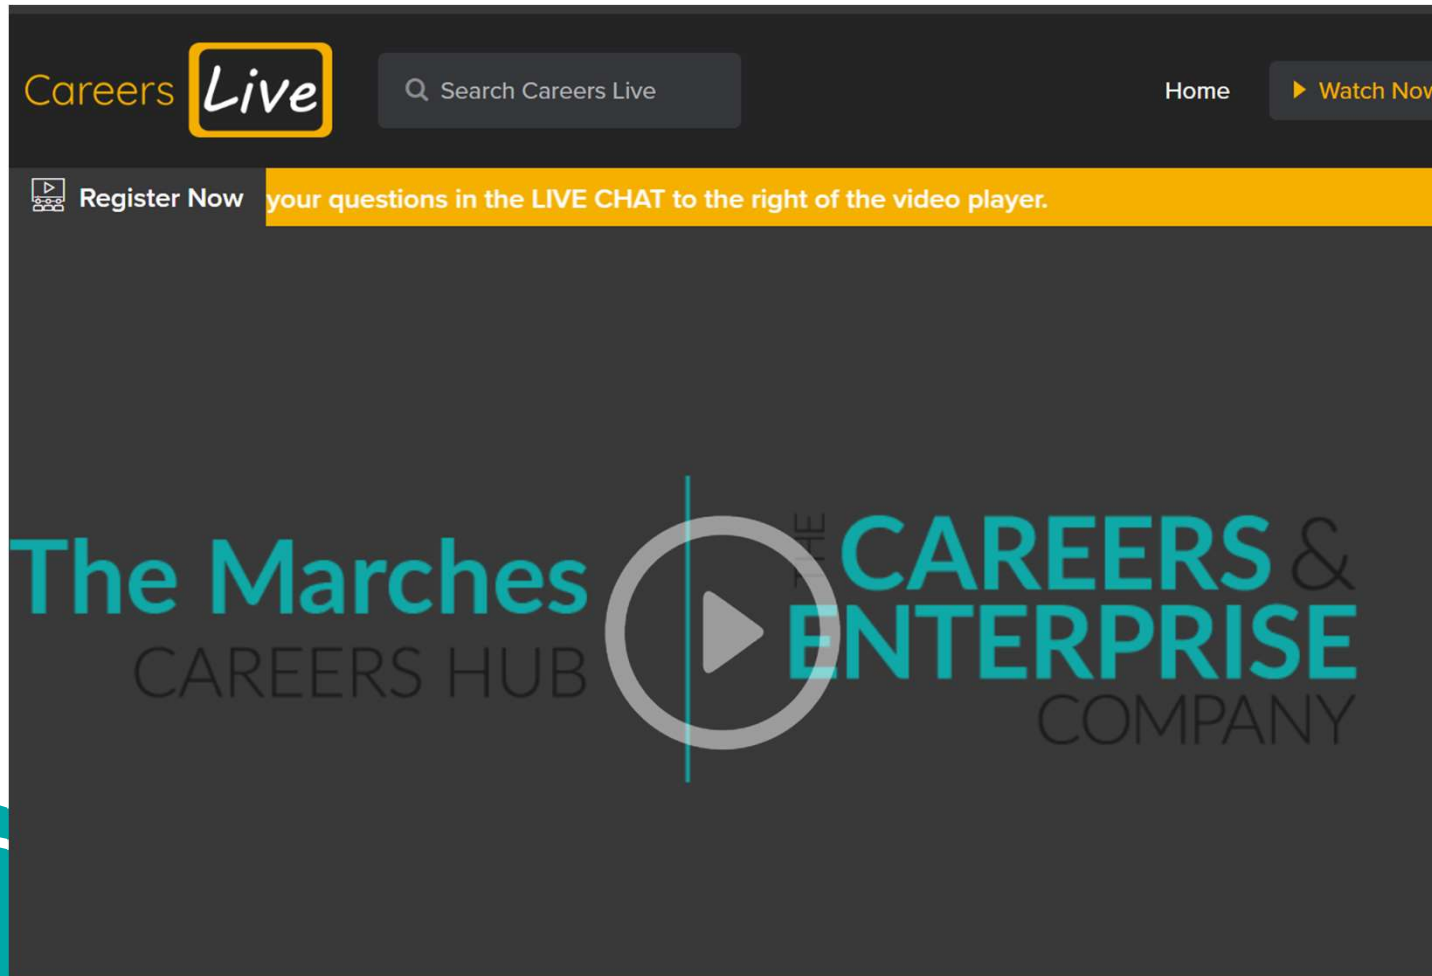 Careers Live
Search Careers Live
Home
Watch Now
Register Now
your questions in the LIVE CHAT to the right of the video player.
The Marches
CAREERS HUB
THE CAREERS &
ENTERPRISE
COMPANY